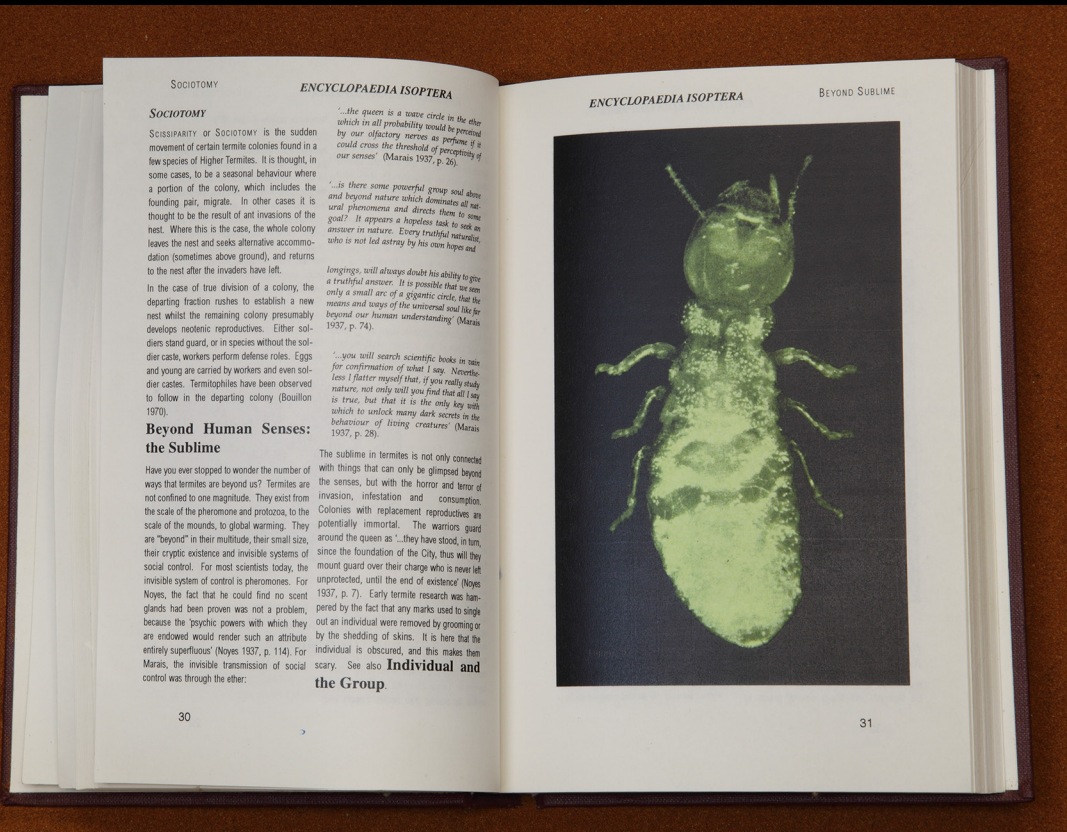 SOCIOTOMY
ENCYCLOPAEDIA ISOPTERA
SOCIOTOMY
SCISSIPARITY or SOCIOTOMY is the sudden
movement of certain termite colonies found in a
few species of Higher Termites. It is thought, in
some cases, to be a seasonal behaviour where
a portion of the colony, which includes the
founding pair, migrate. In other cases it is
thought to be the result of ant invasions of the
nest. Where this is the case, the whole colony
leaves the nest and seeks alternative accommo-
dation (sometimes above ground), and returns
to the nest after the invaders have left.
In the case of true division of a colony, the
departing fraction rushes to establish a new
nest whilst the remaining colony presumably
develops neotenic reproductives. Either sol-
diers stand guard, or in species without the sol-
dier caste, workers perform defense roles. Eggs
and young are carried by workers and even sol-
dier castes. Termitophiles have been observed
to follow in the departing colony (Bouillon
1970).
Beyond Human Senses:
the Sublime
Have you ever stopped to wonder the number of
ways that termites are beyond us? Termites are
not confined to one magnitude. They exist from
the scale of the pheromone and protozoa, to the
scale of the mounds, to global warming. They
are "beyond" in their multitude, their small size,
their cryptic existence and invisible systems of
social control. For most scientists today, the
invisible system of control is pheromones. For
Noyes, the fact that he could find no scent
glands had been proven was not a problem,
because the 'psychic powers with which they
are endowed would render such an attribute
entirely superfluous' (Noyes 1937, p. 114). For
Marais, the invisible transmission of social
control was through the ether:
'...the queen is a wave circle in the ether
which in all probability would be perceived
by our olfactory nerves as perfume if it
could cross the threshold of perceptivity of
our senses' (Marais 1937, p. 26).
'...is there some powerful group soul above
and beyond nature which dominates all nat-
ural phenomena and directs them to some
goal? It appears a hopeless task to seek an
answer in nature. Every truthful naturalist,
who is not led astray by his own hopes and
longings, will always doubt his ability to give
a truthful answer. It is possible that we seen
only a small arc of a gigantic circle, that the
means and ways of the universal soul like far
beyond our human understanding' (Marais
1937, p. 74).
'...you will search scientific books in vain
for confirmation of what I say. Neverthe-
less I flatter myself that, if you really study
nature, not only will you find that all I say
is true, but that it is the only key with
which to unlock many dark secrets in the
behaviour of living creatures' (Marais
1937, p. 28).
The sublime in termites is not only connected
with things that can only be glimpsed beyond
the senses, but with the horror and terror of
invasion, infestation and consumption.
Colonies with replacement reproductives are
potentially immortal. The warriors guard
around the queen as '...they have stood, in turn,
since the foundation of the City, thus will they
mount guard over their charge who is never left
unprotected, until the end of existence' (Noyes
1937, p. 7). Early termite research was ham-
pered by the fact that any marks used to single
out an individual were removed by grooming or
by the shedding of skins. It is here that the
individual is obscured, and this makes them
scary. See also Individual and
the Group.
30
ENCYCLOPAEDIA ISOPTERA
BEYOND SUBLIME
31